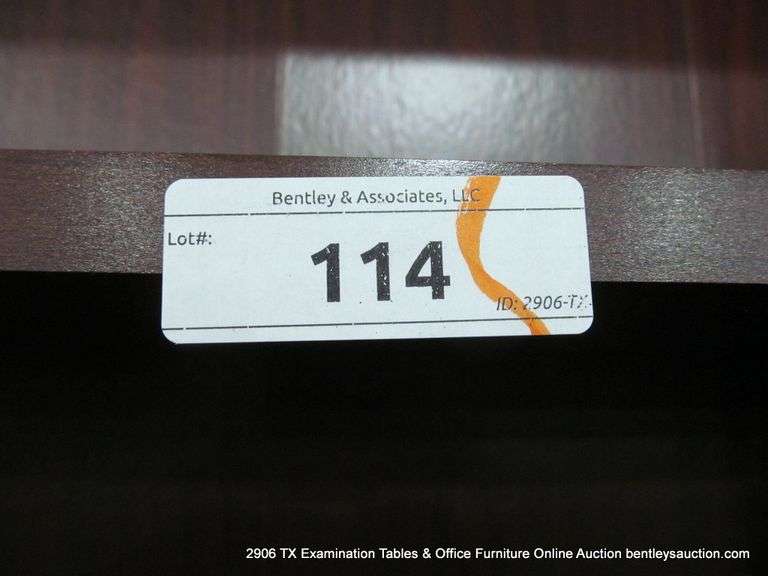 Bentley & Associates, LLC
Lot#:
114
ID: 2906-TX
2906 TX Examination Tables & Office Furniture Online Auction bentleysauction.com